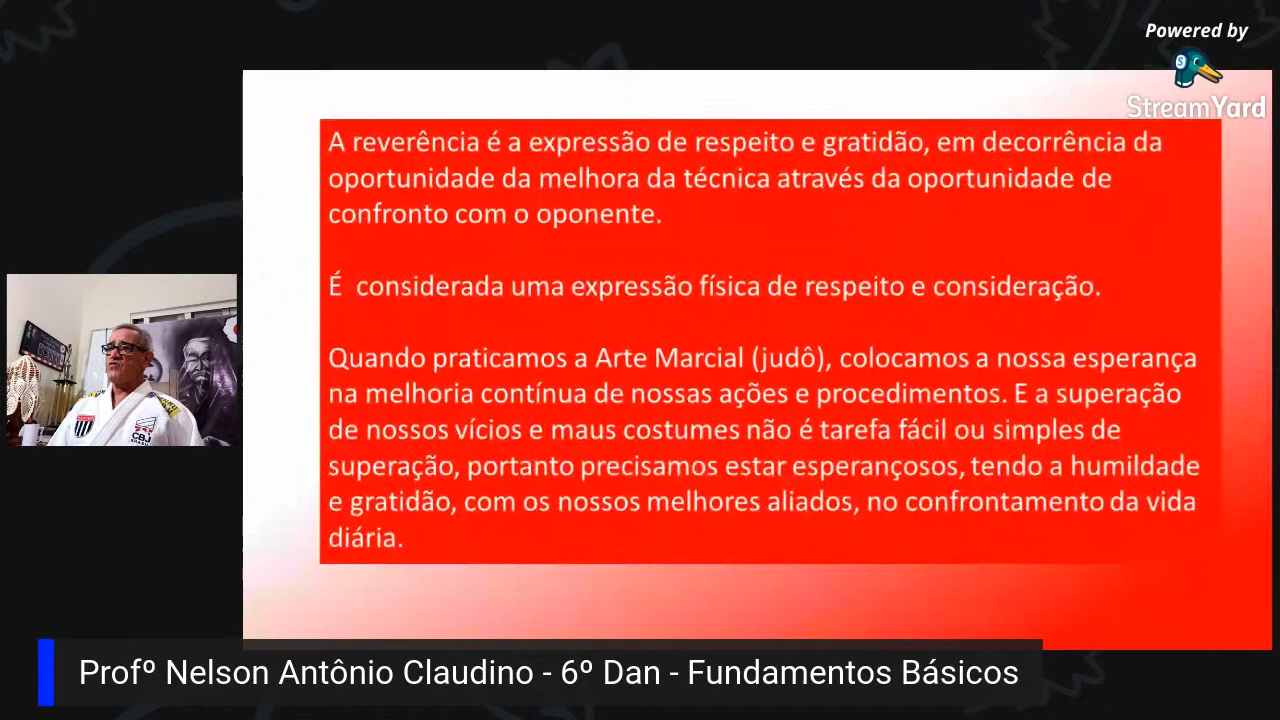 Powered by
StreamYard
A reverência é a expressão de respeito e gratidão, em decorrência da
oportunidade da melhora da técnica através da oportunidade de
confronto com o oponente.
É considerada uma expressão física de respeito e consideração.
Quando praticamos a Arte Marcial (judô), colocamos a nossa esperança
na melhoria contínua de nossas ações e procedimentos. E a superação
de nossos vícios e maus costumes não é tarefa fácil ou simples de
superação, portanto precisamos estar esperançosos, tendo a humildade
e gratidão, com os nossos melhores aliados, no confrontamento da vida
diária.
Profº Nelson Antônio Claudino - 6º Dan - Fundamentos Básicos